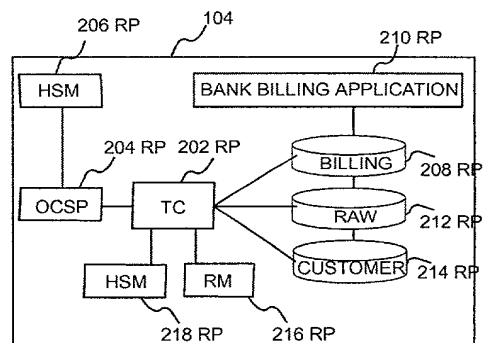 206 RP
104
210 RP
HSM
BANK BILLING APPLICATION
204 RP
202 RP
BILLING
208 RP
OCSP
TC
RAW
212 RP
CUSTOMER
214 RP
HSM
RM
218 RP
216 RP